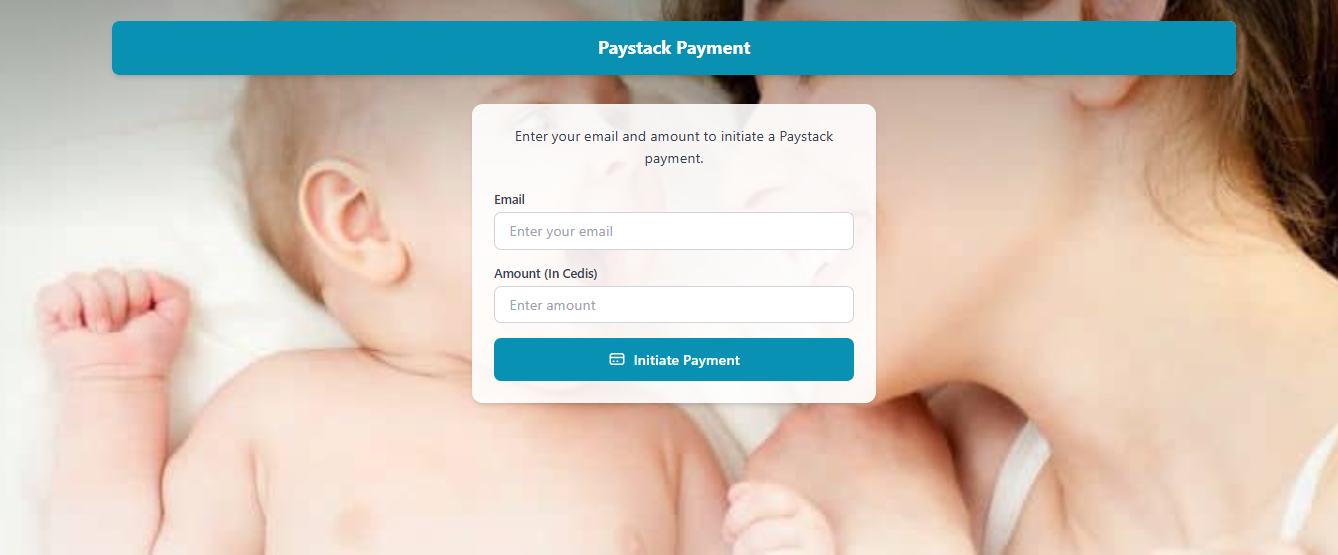 Paystack Payment
Enter your email and amount to initiate a Paystack
payment.
Email
Enter your email
Amount (In Cedis)
Enter amount
Initiate Payment